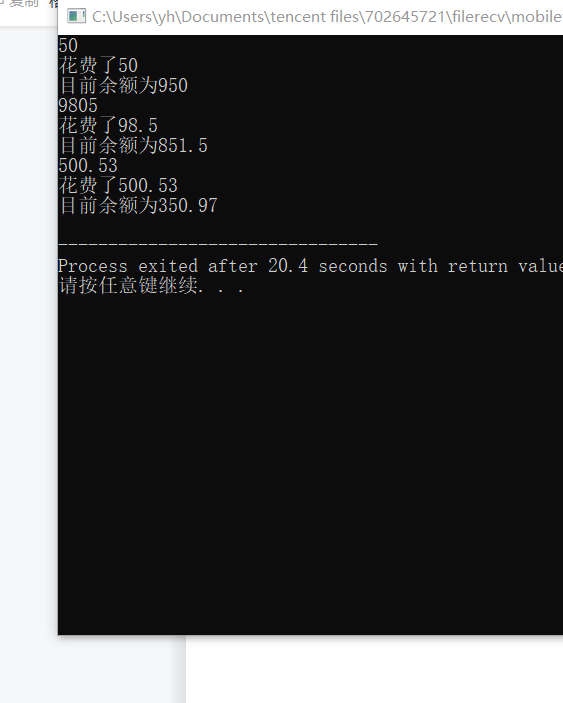 复制
C:\Users\yh\Documents\tencent files\702645721\filerecv\mobile
50
花费了50
目前余额为950
9805
花费了98.5
目前余额为851.5
500.53
花费了500.53
目前余额为350.97
--------------------------------
Process exited after 20.4 seconds with return value
请按任意键继续. . .